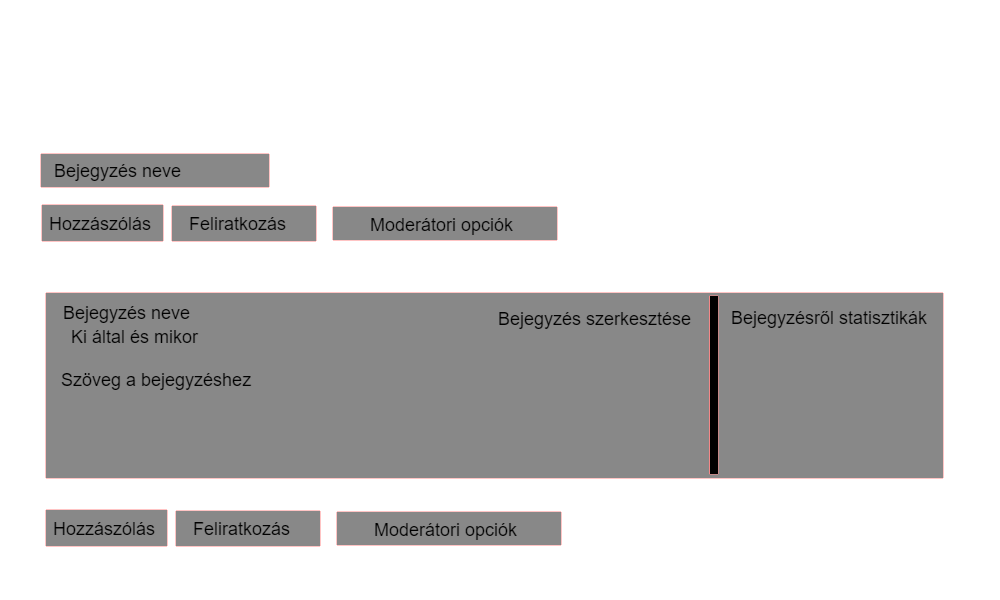 Bejegyzés neve
Hozzászólás
Feliratkozás
Moderátori opciók
Bejegyzés neve
Ki által és mikor
Szöveg a bejegyzéshez
Bejegyzés szerkesztése
Bejegyzésről statisztikák
Hozzászólás
Feliratkozás
Moderátori opciók